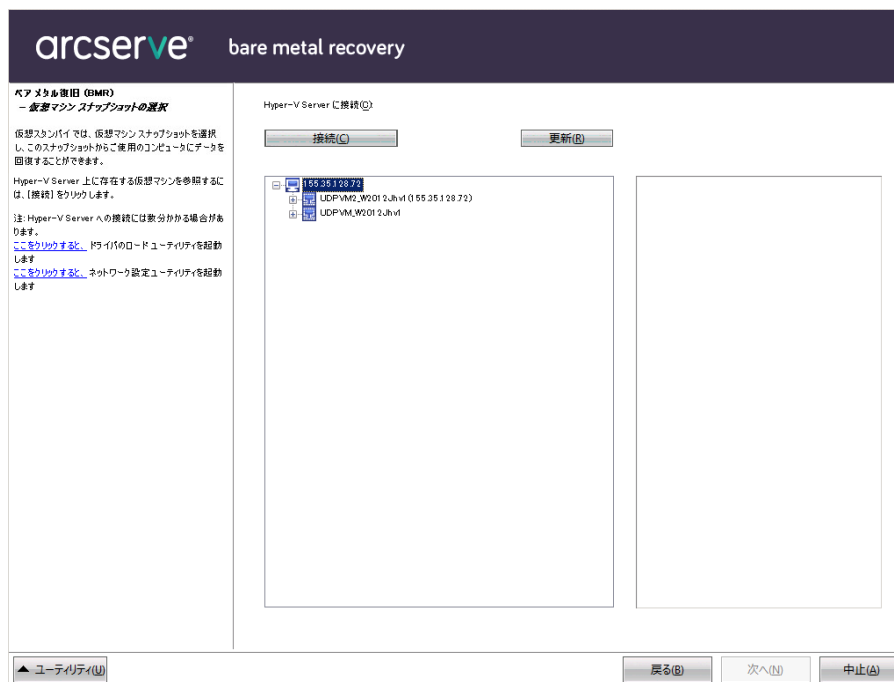 arcserve® bare metal recovery
ベア メタル復旧 (BMR)
- 仮想マシン スナップショットの選択
仮想スタンバイ では、仮想マシン スナップショットを選択
し、このスナップショットからご使用のコンピュータにデータを
回復することができます。
Hyper-V Server 上に存在する仮想マシンを参照するに
は、[接続] をクリックします。
注: Hyper-V Server への接続には数分かかる場合があ
ります。
ここをクリックすると、 ドライバのロード ユーティリティを起動
します
ここをクリックすると、 ネットワーク設定ユーティリティを起動
します
Hyper-V Server に接続(C):
接続(C)
更新(R)
155.35.128.72
UDPVM2_W2012Jhv1(155.35.128.72)
UDPVM_W2012Jhv1
▲ ユーティリティ(U)
戻る(B)
次へ(N)
中止(A)